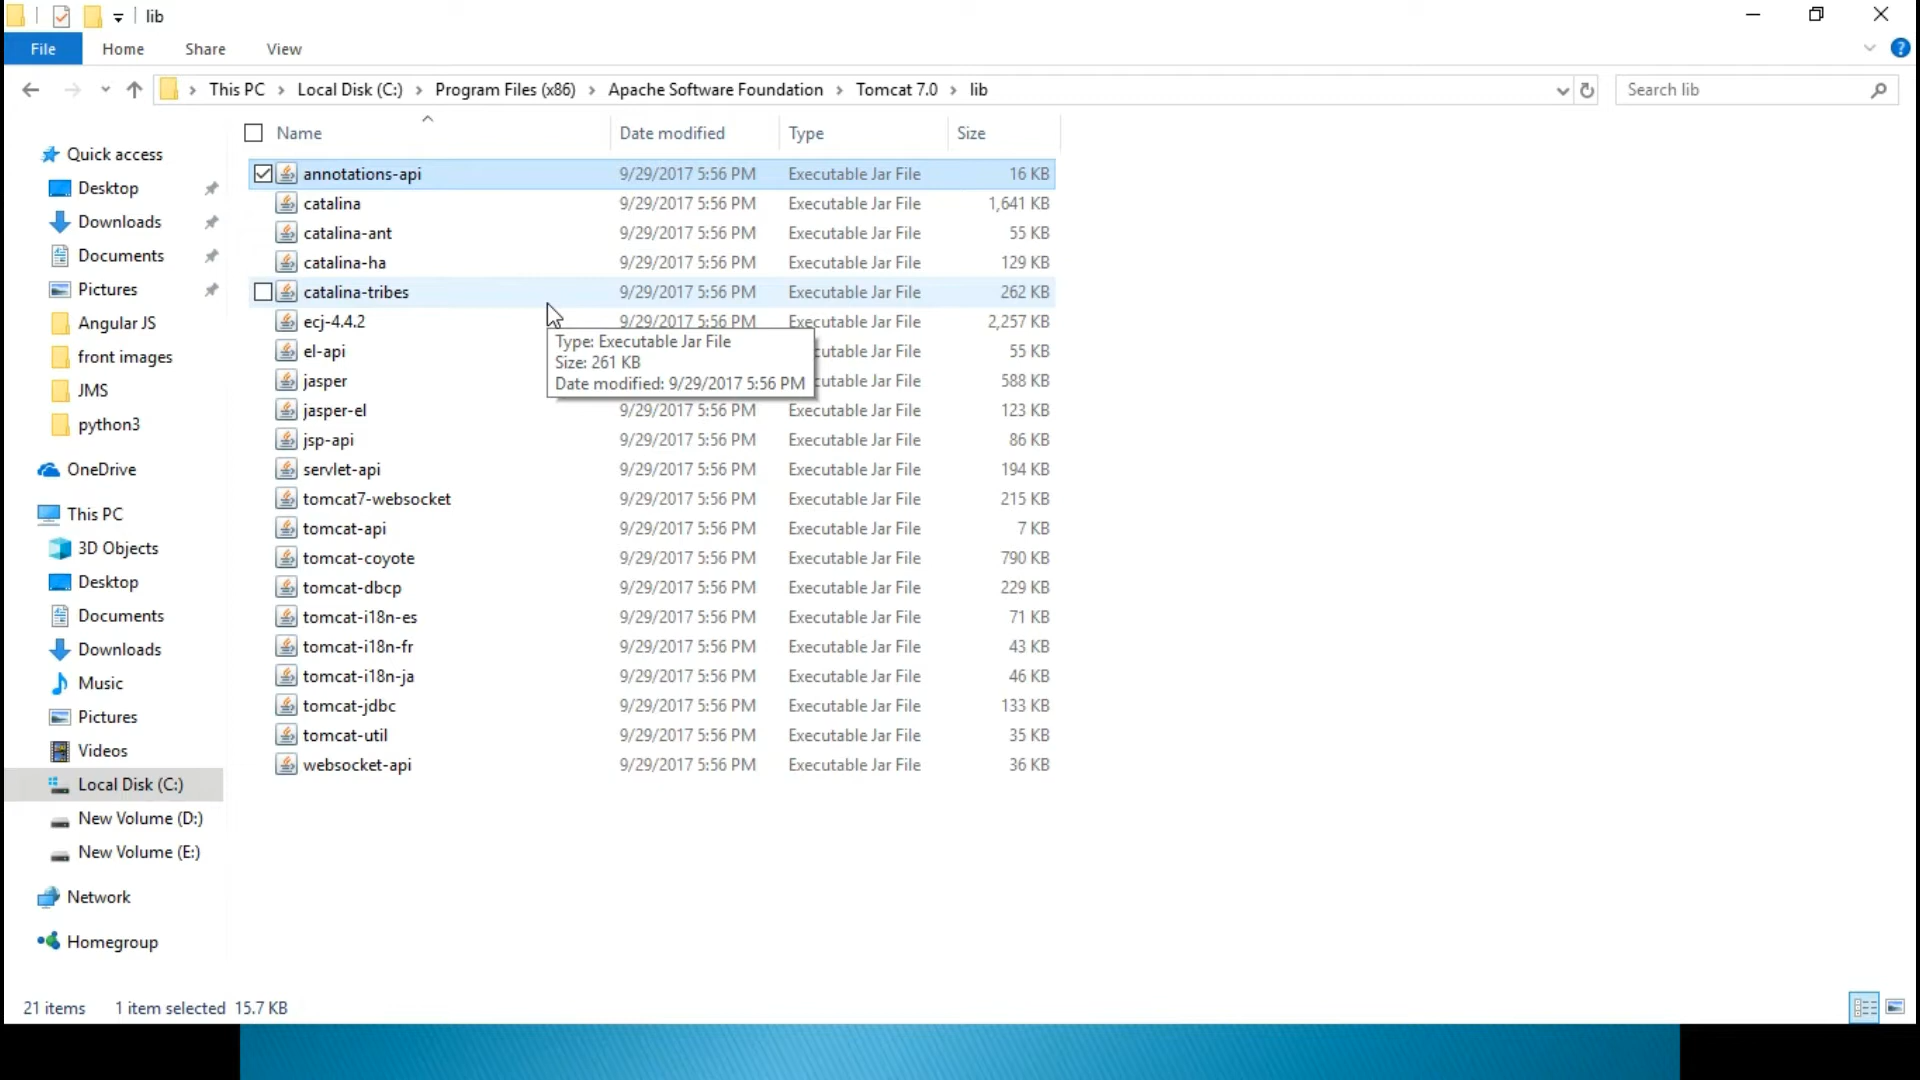 lib
File Home Share View
This PC Local Disk (C:) Program Files (x86) Apache Software Foundation Tomcat 7.0 lib
Search lib
Name Date modified Type Size
Quick access
Desktop
Downloads
Documents
Pictures
Angular JS
front images
JMS
python3
OneDrive
This PC
3D Objects
Desktop
Documents
Downloads
Music
Pictures
Videos
Local Disk (C:)
New Volume (D:)
New Volume (E:)
Network
Homegroup
annotations-api 9/29/2017 5:56 PM Executable Jar File 16 KB
catalina 9/29/2017 5:56 PM Executable Jar File 1,641 KB
catalina-ant 9/29/2017 5:56 PM Executable Jar File 55 KB
catalina-ha 9/29/2017 5:56 PM Executable Jar File 129 KB
catalina-tribes 9/29/2017 5:56 PM Executable Jar File 262 KB
ecj-4.4.2 9/29/2017 5:56 PM Executable Jar File 2,257 KB
el-api cutable Jar File 55 KB
jasper cutable Jar File 588 KB
Type: Executable Jar File
Size: 261 KB
Date modified: 9/29/2017 5:56 PM
jasper-el 9/29/2017 5:56 PM Executable Jar File 123 KB
jsp-api 9/29/2017 5:56 PM Executable Jar File 86 KB
servlet-api 9/29/2017 5:56 PM Executable Jar File 194 KB
tomcat7-websocket 9/29/2017 5:56 PM Executable Jar File 215 KB
tomcat-api 9/29/2017 5:56 PM Executable Jar File 7 KB
tomcat-coyote 9/29/2017 5:56 PM Executable Jar File 790 KB
tomcat-dbcp 9/29/2017 5:56 PM Executable Jar File 229 KB
tomcat-i18n-es 9/29/2017 5:56 PM Executable Jar File 71 KB
tomcat-i18n-fr 9/29/2017 5:56 PM Executable Jar File 43 KB
tomcat-i18n-ja 9/29/2017 5:56 PM Executable Jar File 46 KB
tomcat-jdbc 9/29/2017 5:56 PM Executable Jar File 133 KB
tomcat-util 9/29/2017 5:56 PM Executable Jar File 35 KB
websocket-api 9/29/2017 5:56 PM Executable Jar File 36 KB
21 items 1 item selected 15.7 KB